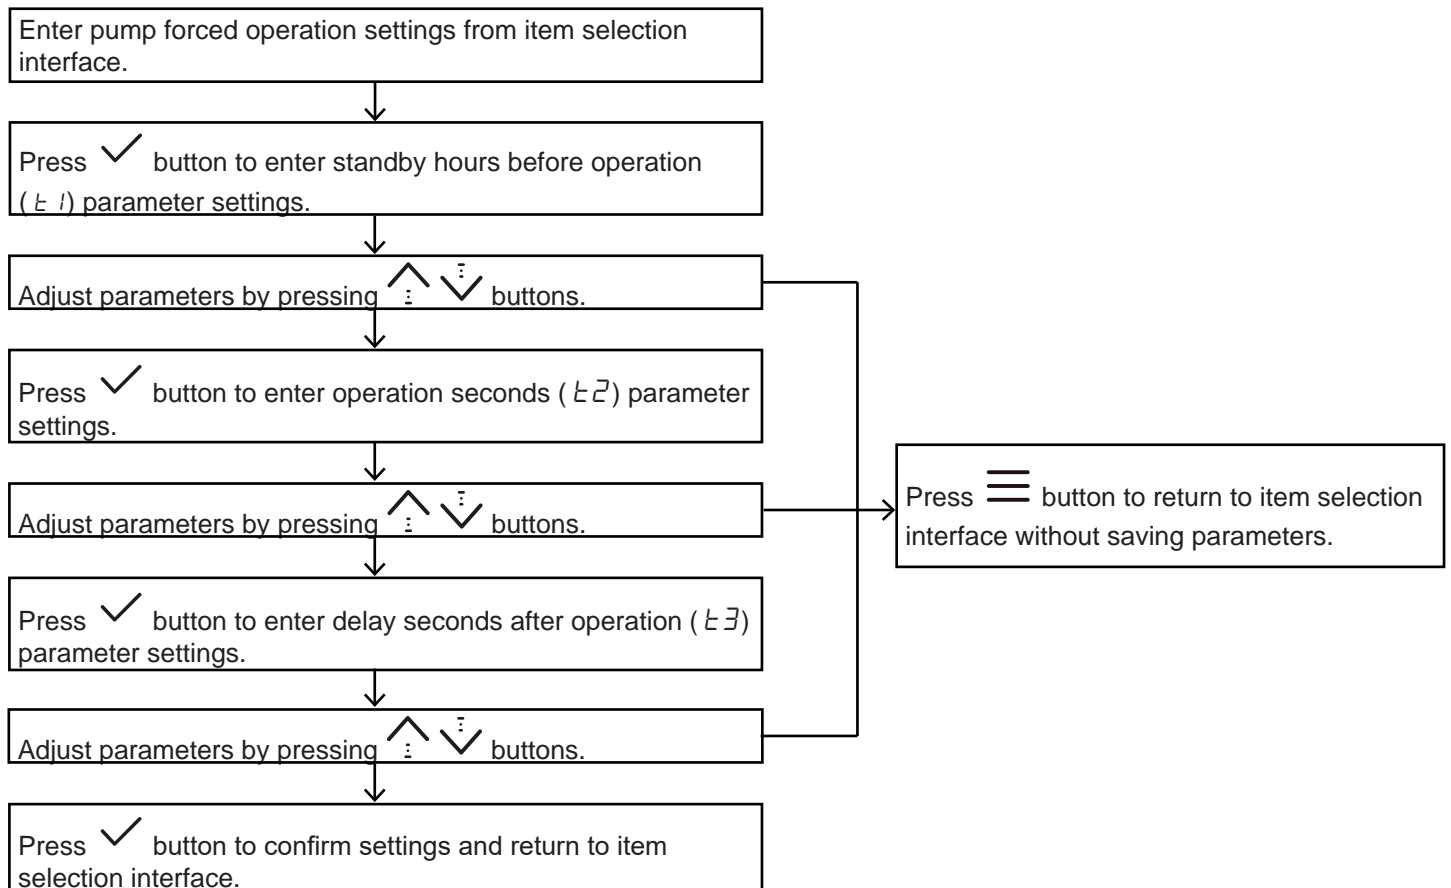 Enter pump forced operation settings from item selection
interface.
Press button to enter standby hours before operation
(t1) parameter settings.
Adjust parameters by pressing buttons.
Press button to enter operation seconds (t2) parameter
settings.
Adjust parameters by pressing buttons.
Press button to return to item selection
interface without saving parameters.
Press button to enter delay seconds after operation (t3)
parameter settings.
Adjust parameters by pressing buttons.
Press button to confirm settings and return to item
selection interface.